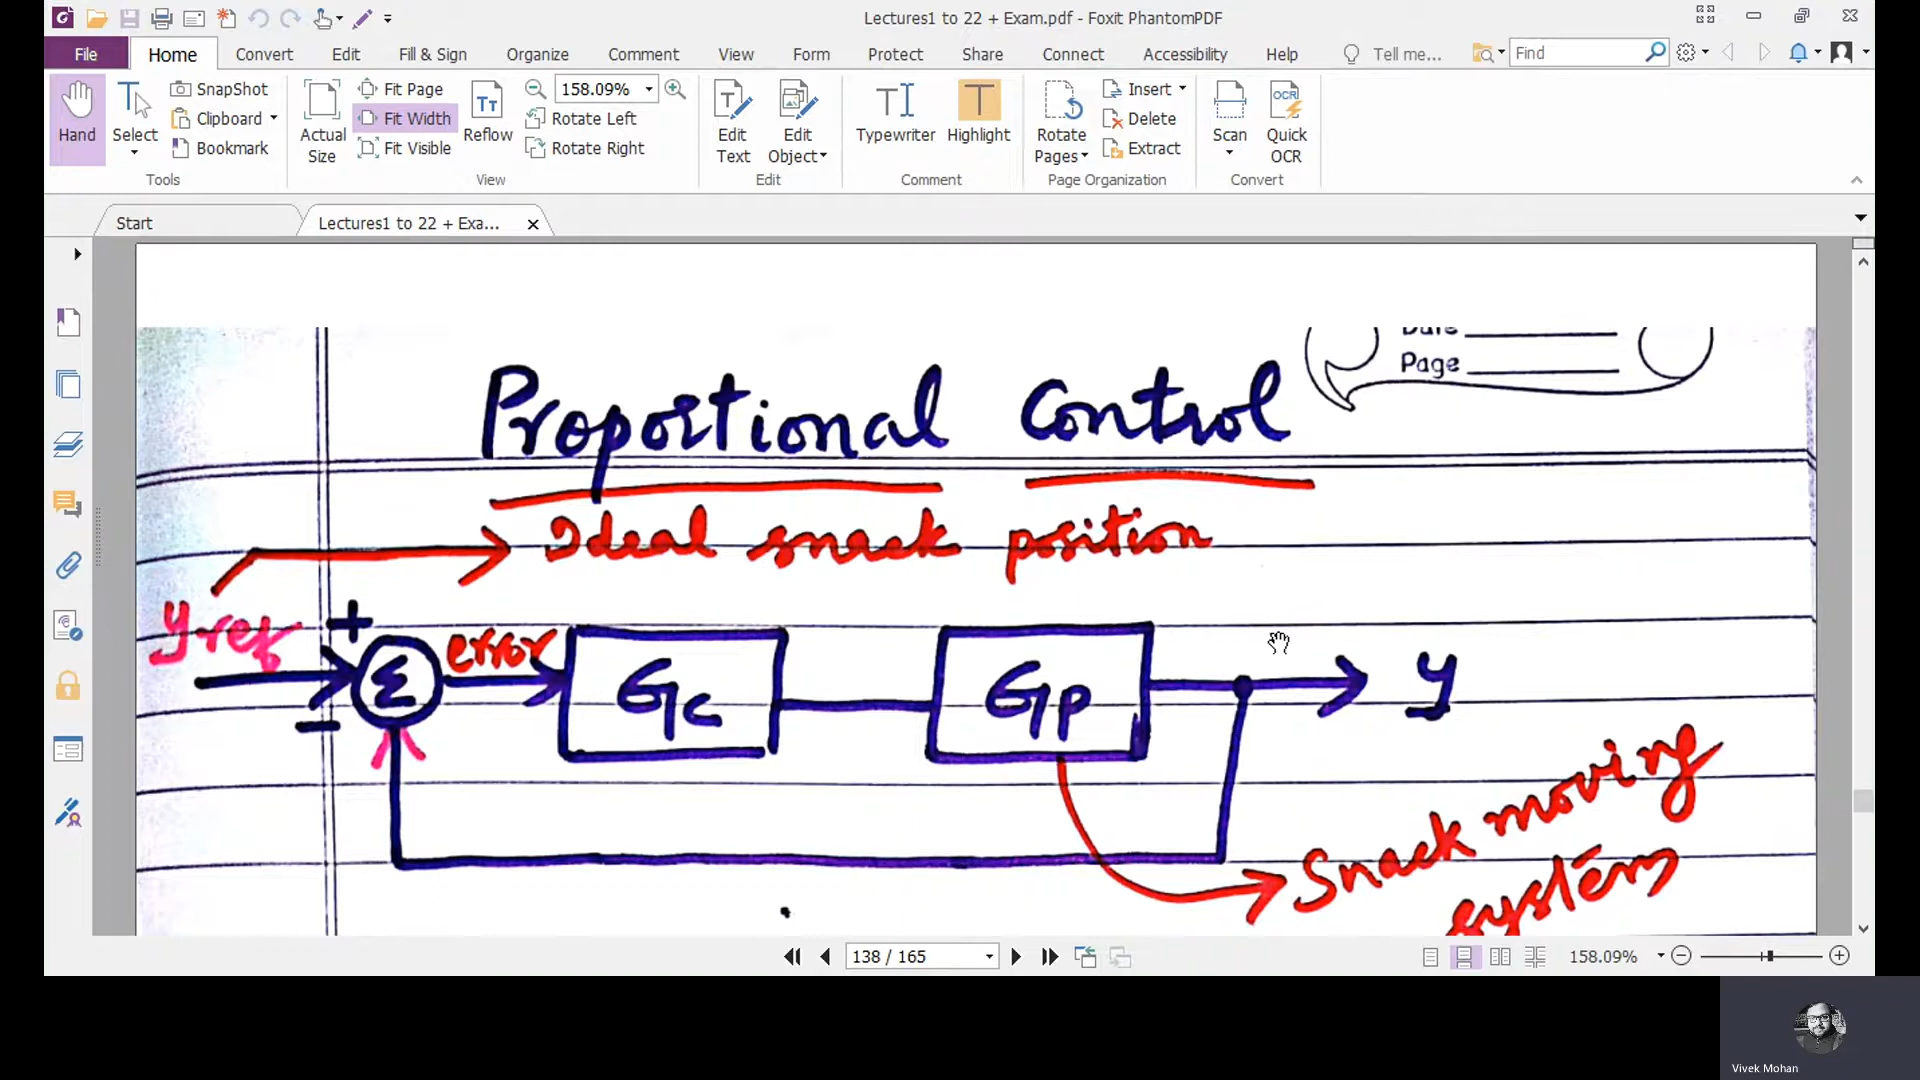 Lectures1 to 22 + Exam.pdf - Foxit PhantomPDF
File Home Convert Edit Fill & Sign Organize Comment View Form Protect Share Connect Accessibility Help Tell me... Find
Hand
Select
SnapShot
Clipboard
Bookmark
Tools
Actual Size
Fit Page
Fit Width
Fit Visible
Reflow
158.09%
Rotate Left
Rotate Right
View
Edit Text
Edit Object
Edit
Typewriter
Highlight
Comment
Rotate Pages
Insert
Delete
Extract
Page Organization
Scan
Quick OCR
Convert
Start
Lectures1 to 22 + Exa...
Date
Page
Proportional Control
Ideal snack position
yref + error
Σ Gc Gp y
−
Snack moving
system
138 / 165
158.09%
Vivek Mohan